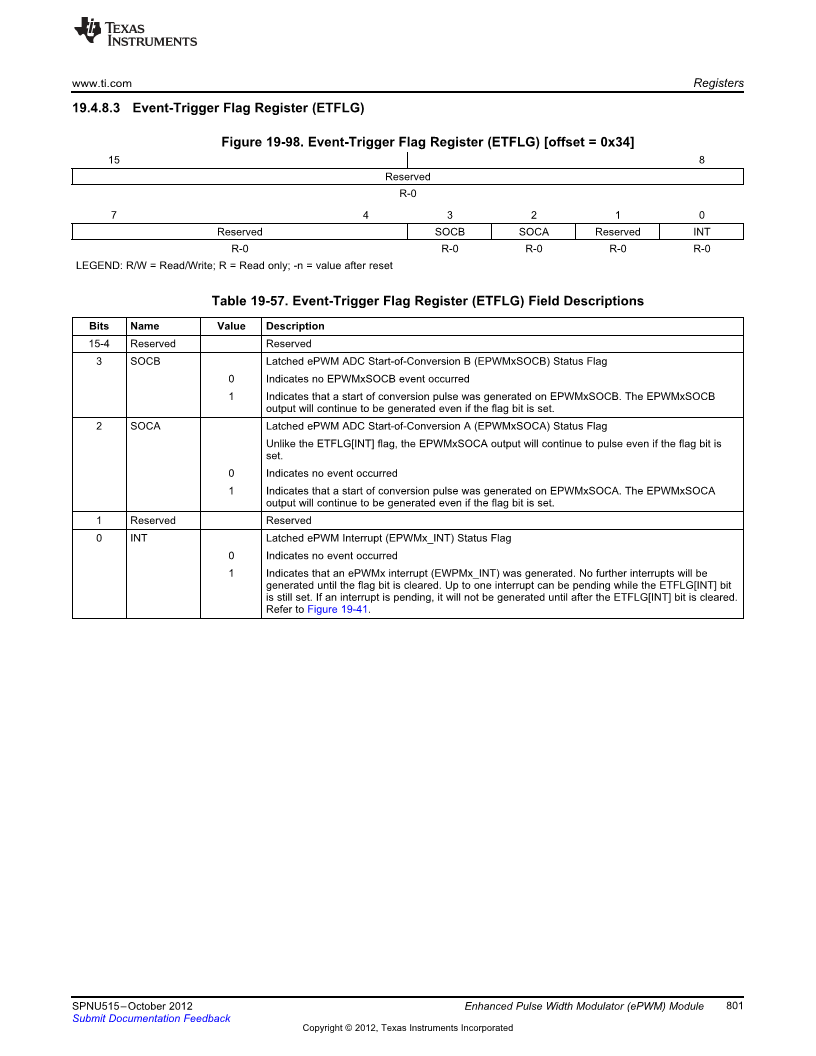 TEXAS
INSTRUMENTS
www.ti.com Registers
19.4.8.3 Event-Trigger Flag Register (ETFLG)
Figure 19-98. Event-Trigger Flag Register (ETFLG) [offset = 0x34]
15 8
Reserved
R-0
7 4 3 2 1 0
Reserved SOCB SOCA Reserved INT
R-0 R-0 R-0 R-0 R-0
LEGEND: R/W = Read/Write; R = Read only; -n = value after reset
Table 19-57. Event-Trigger Flag Register (ETFLG) Field Descriptions
Bits Name Value Description
15-4 Reserved Reserved
3 SOCB Latched ePWM ADC Start-of-Conversion B (EPWMxSOCB) Status Flag
0 Indicates no EPWMxSOCB event occurred
1 Indicates that a start of conversion pulse was generated on EPWMxSOCB. The EPWMxSOCB
output will continue to be generated even if the flag bit is set.
2 SOCA Latched ePWM ADC Start-of-Conversion A (EPWMxSOCA) Status Flag
Unlike the ETFLG[INT] flag, the EPWMxSOCA output will continue to pulse even if the flag bit is
set.
0 Indicates no event occurred
1 Indicates that a start of conversion pulse was generated on EPWMxSOCA. The EPWMxSOCA
output will continue to be generated even if the flag bit is set.
1 Reserved Reserved
0 INT Latched ePWM Interrupt (EPWMx_INT) Status Flag
0 Indicates no event occurred
1 Indicates that an ePWMx interrupt (EWPMx_INT) was generated. No further interrupts will be
generated until the flag bit is cleared. Up to one interrupt can be pending while the ETFLG[INT] bit
is still set. If an interrupt is pending, it will not be generated until after the ETFLG[INT] bit is cleared.
Refer to Figure 19-41.
SPNU515–October 2012 Enhanced Pulse Width Modulator (ePWM) Module 801
Submit Documentation Feedback
Copyright © 2012, Texas Instruments Incorporated